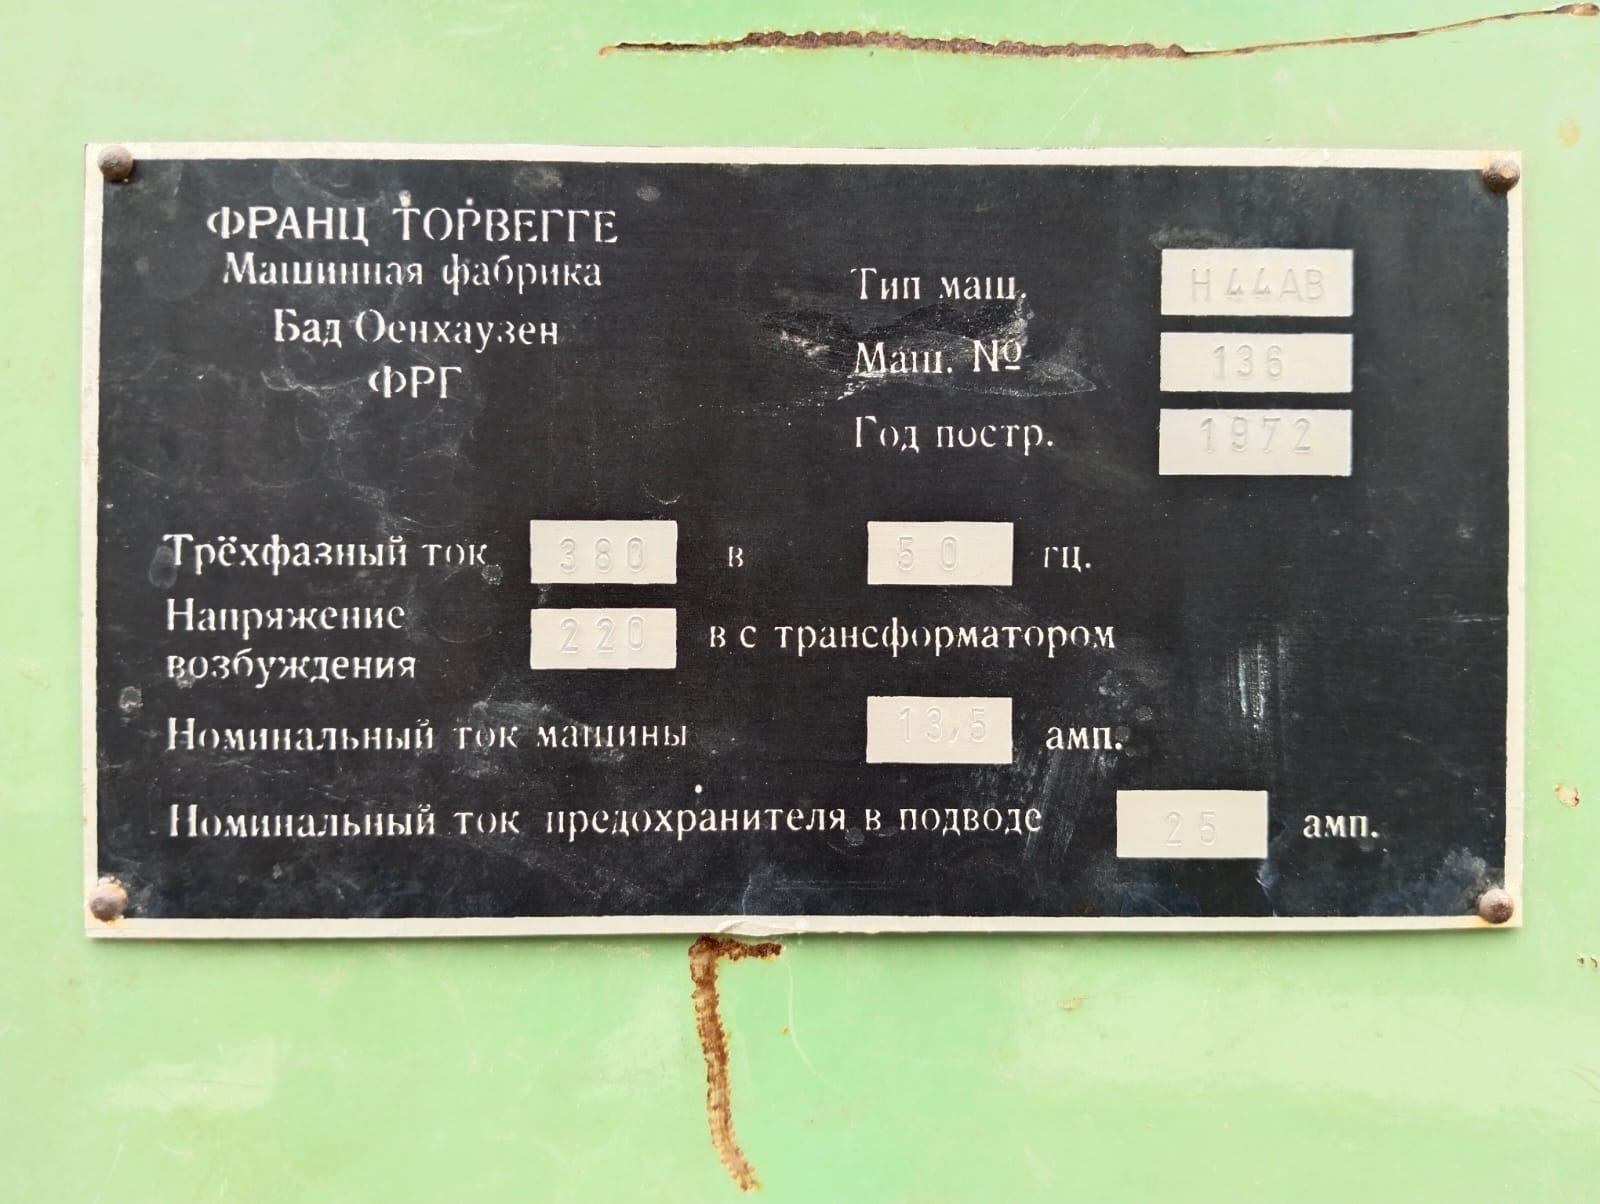 ФРАНЦ ТОРВЕГГЕ
Машинная фабрика
Бад Оенхаузен
ФРГ
Тип маш. H 44AB
Маш. № 136
Год постр. 1972
Трёхфазный ток 380 в 50 гц.
Напряжение
возбуждения 220 в с трансформатором
Номинальный ток машины 13,5 амп.
Номинальный ток предохранителя в подводе 25 амп.